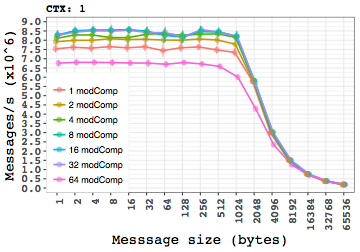 CTX: 1
Messages/s (x10^6)
9.0
8.5
8.0
7.5
7.0
6.5
6.0
5.5
5.0
4.5
4.0
3.5
3.0
2.5
2.0
1.5
1.0
0.5
0.0
1 modComp
2 modComp
4 modComp
8 modComp
16 modComp
32 modComp
64 modComp
1 2 4 8 16 32 64 128 256 512 1024 2048 4096 8192 16384 32768 65536
Messsage size (bytes)